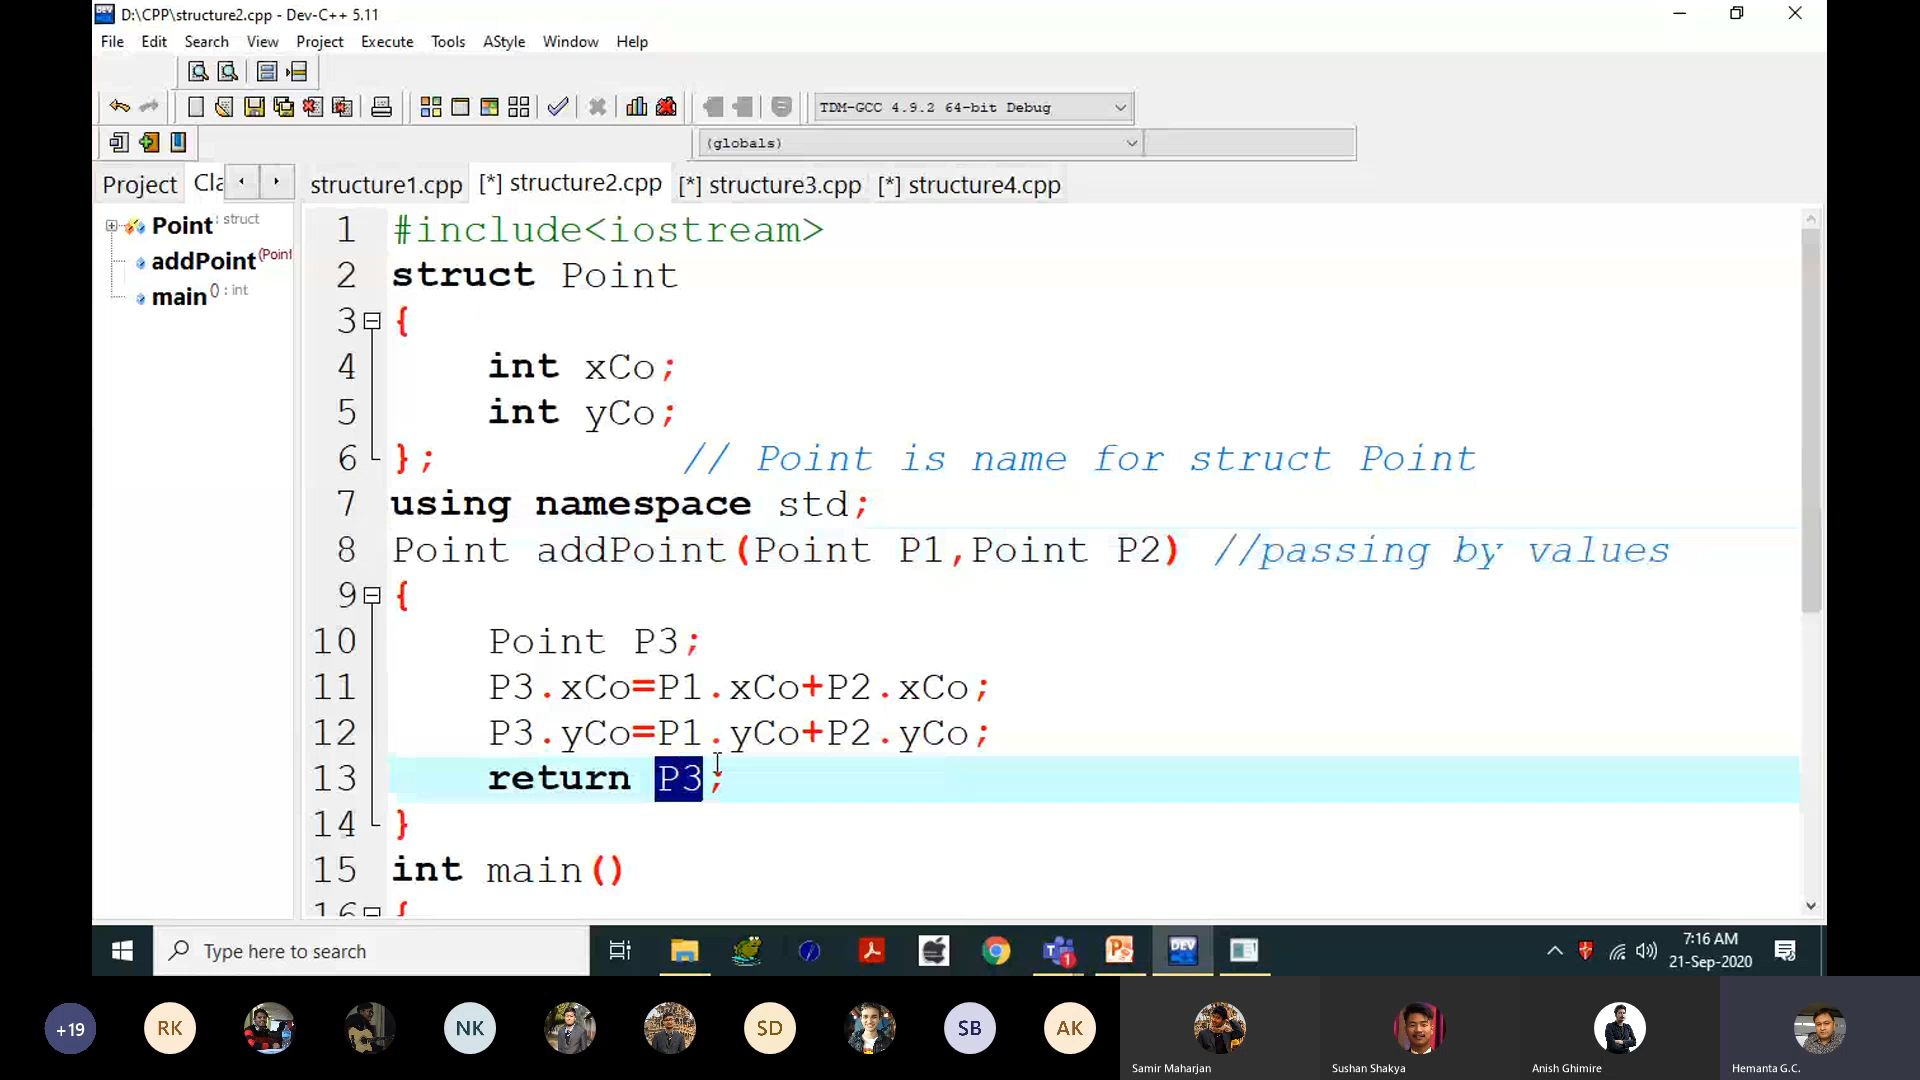 D:\CPP\structure2.cpp - Dev-C++ 5.11
File Edit Search View Project Execute Tools AStyle Window Help
TDM-GCC 4.9.2 64-bit Debug
(globals)
Project Cla structure1.cpp [*] structure2.cpp [*] structure3.cpp [*] structure4.cpp
Point : struct
addPoint (Point
main () : int
1 #include<iostream>
2 struct Point
3 {
4 int xCo;
5 int yCo;
6 }; // Point is name for struct Point
7 using namespace std;
8 Point addPoint(Point P1,Point P2) //passing by values
9 {
10 Point P3;
11 P3.xCo=P1.xCo+P2.xCo;
12 P3.yCo=P1.yCo+P2.yCo;
13 return P3;
14 }
15 int main()
16 {
Type here to search
DEV
1
7:16 AM
21-Sep-2020
+19 RK NK SD SB AK
Samir Maharjan Sushan Shakya Anish Ghimire Hemanta G.C.